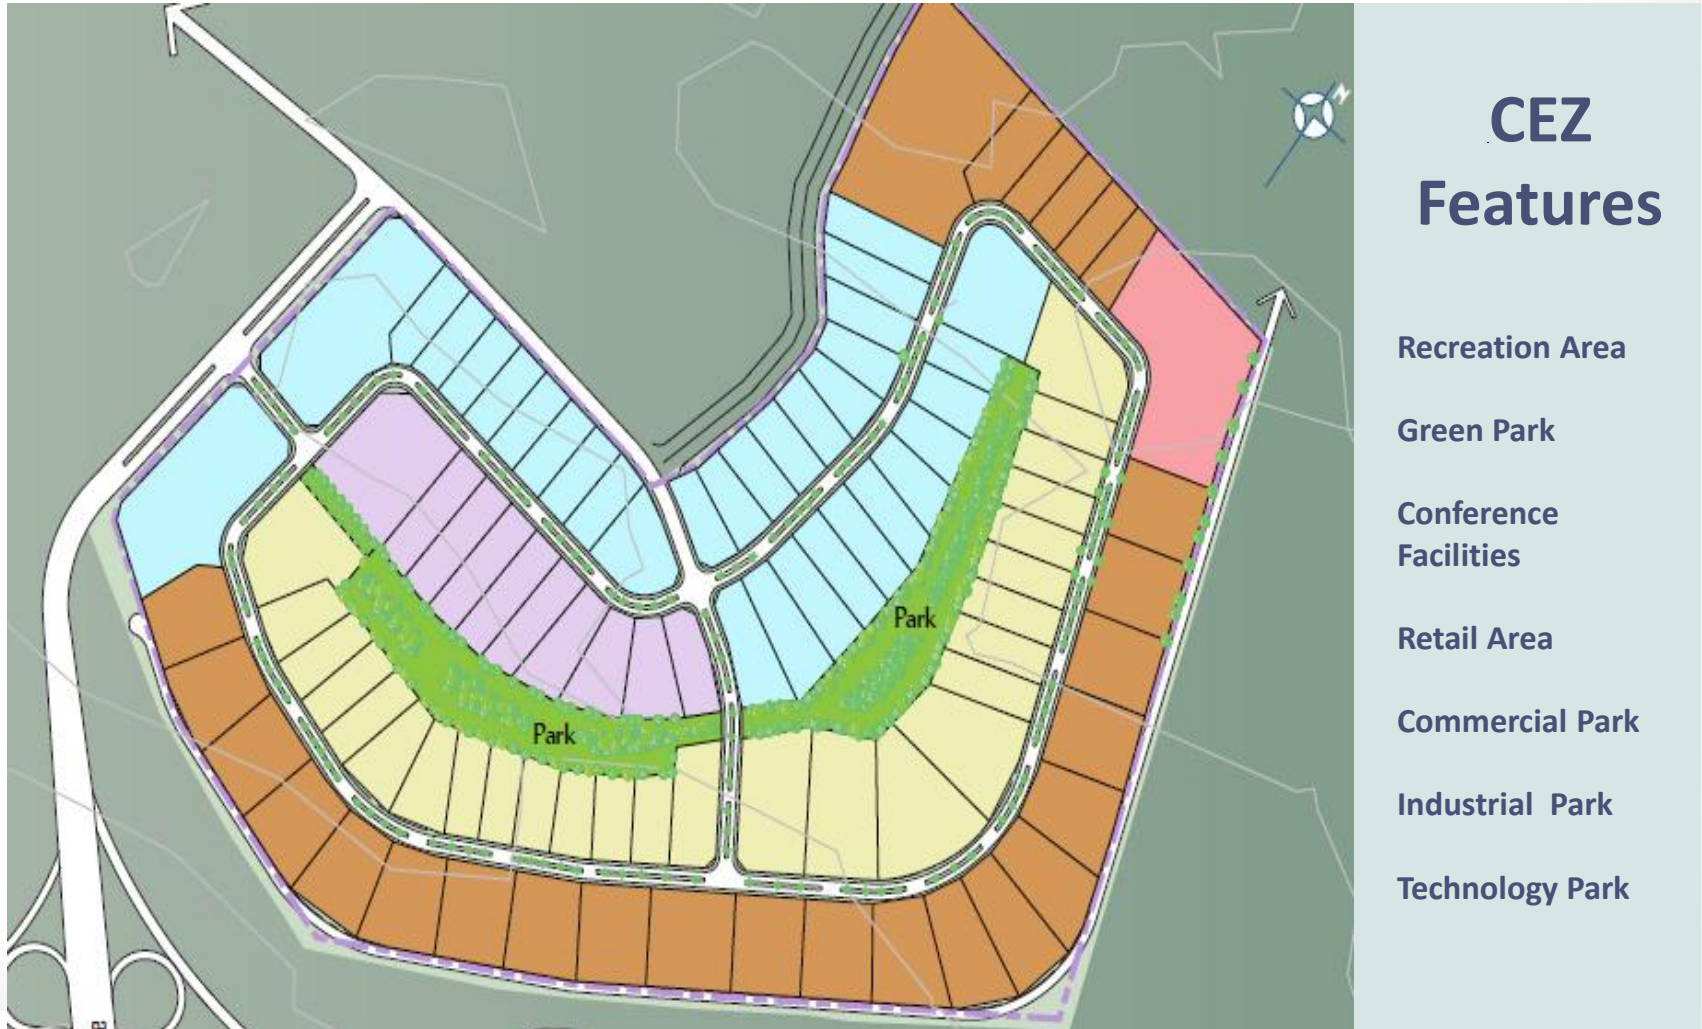 N
CEZ
Features
Recreation Area
Green Park
Conference
Facilities
Retail Area
Commercial Park
Industrial  Park
Technology Park
Park
Park